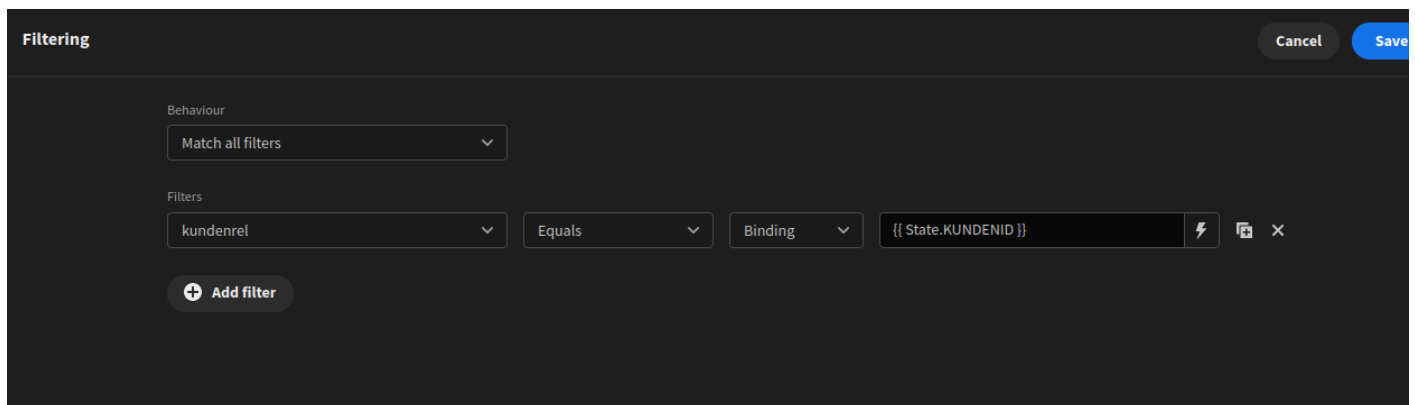 Filtering
Cancel
Save
Behaviour
Match all filters
Filters
kundenrel
Equals
Binding
{{ State.KUNDENID }}
Add filter